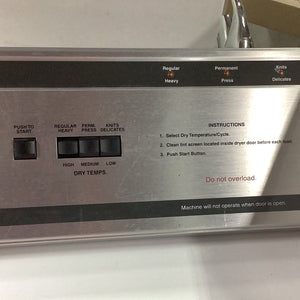 Regular Permanent Knits
Heavy Press Delicates
PUSH TO START
REGULAR HEAVY PERM. PRESS KNITS DELICATES
HIGH MEDIUM LOW
DRY TEMPS.
INSTRUCTIONS
1. Select Dry Temperature/Cycle.
2. Clean lint screen located inside dryer door before each load.
3. Push Start Button.
Do not overload.
Machine will not operate when door is open.